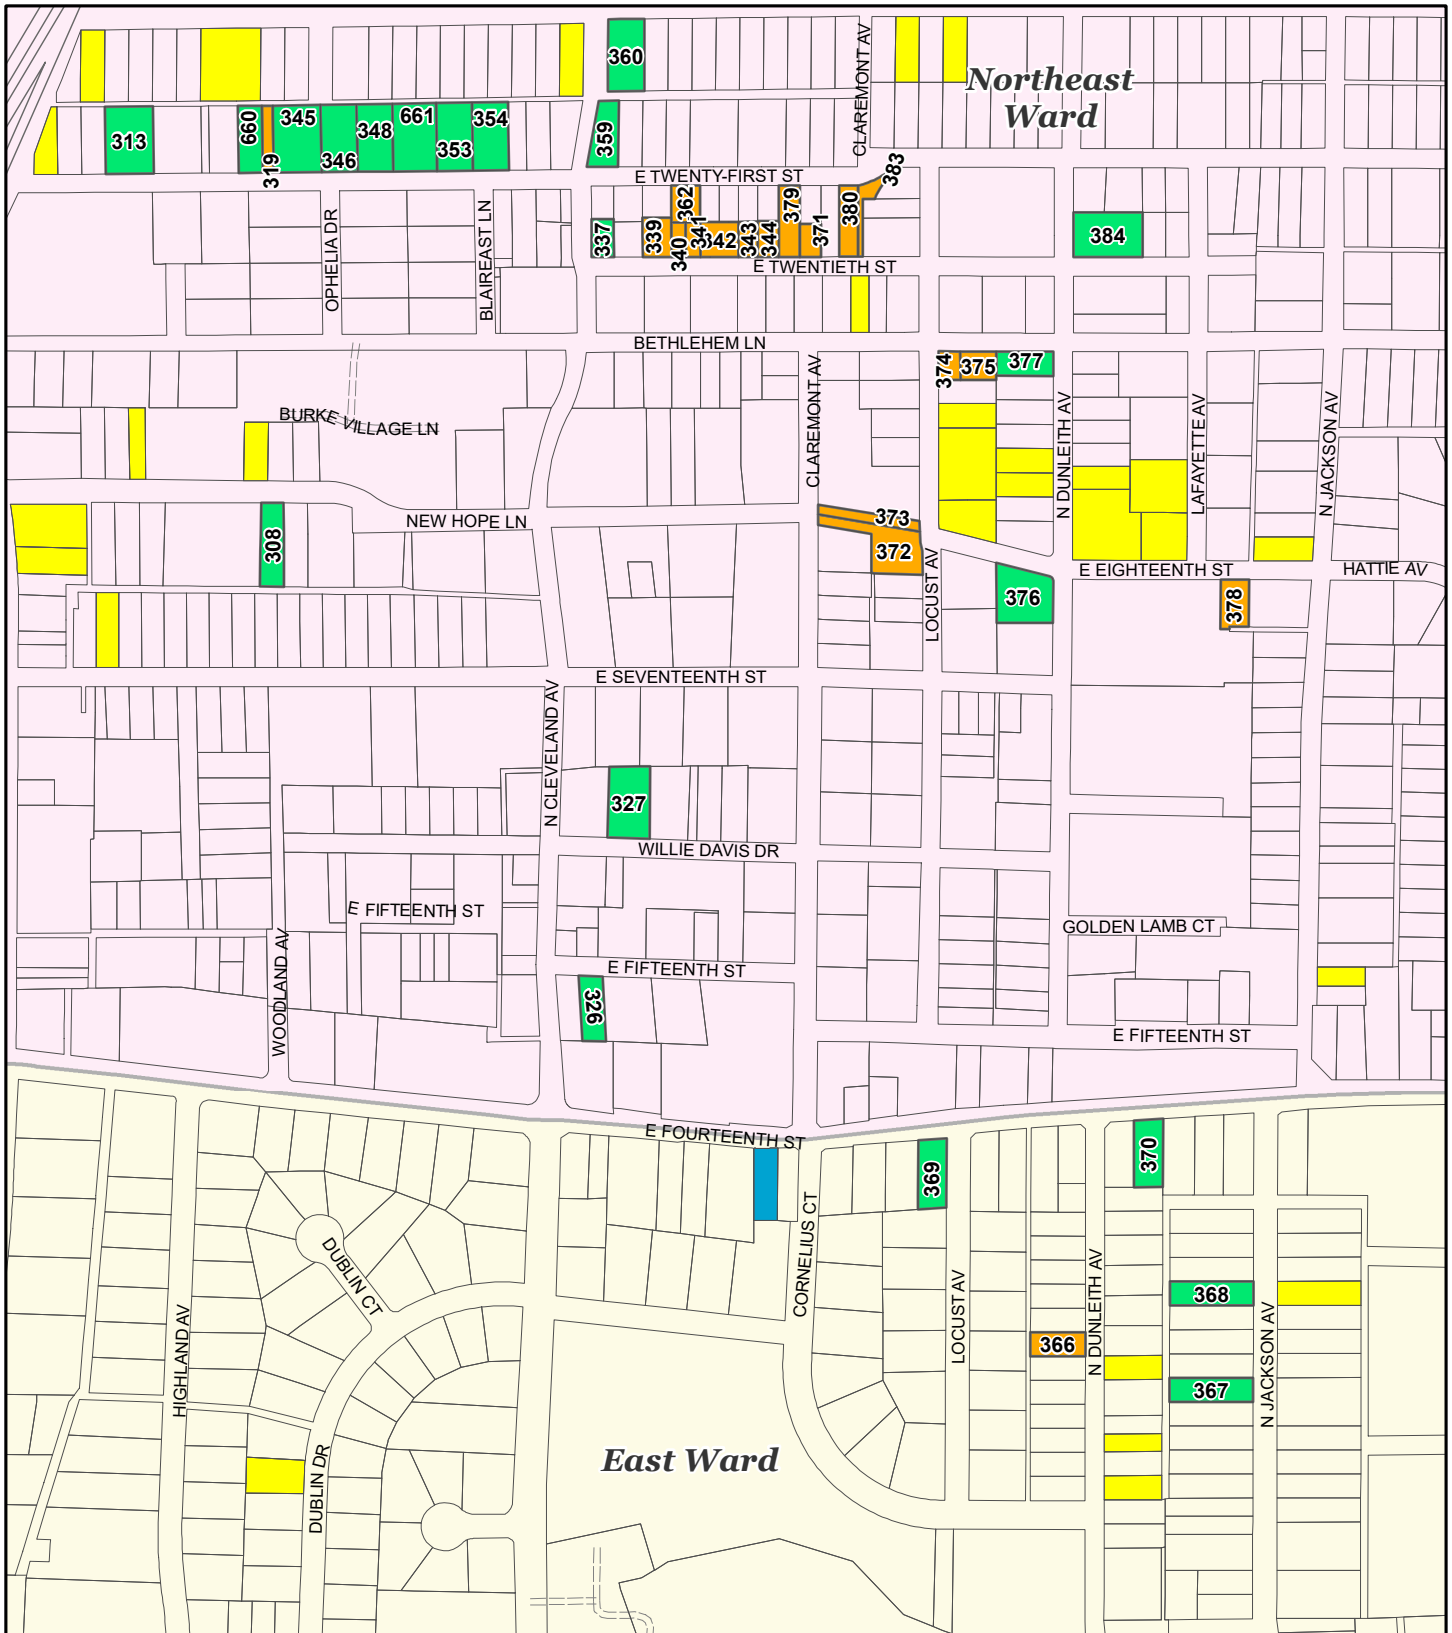 360
CLAREMONT AV
Northeast
Ward
313
660
319
345
346
348
661
353
354
359
E TWENTY-FIRST ST
383
362
379
380
371
337
339
340
341
342
343
344
384
E TWENTIETH ST
OPHELIA DR
BLAIREAST LN
BETHLEHEM LN
374
375
377
CLAREMONT AV
N DUNLEITH AV
LAFAYETTE AV
N JACKSON AV
BURKE VILLAGE LN
NEW HOPE LN
308
373
372
LOCUST AV
E EIGHTEENTH ST
HATTIE AV
376
378
E SEVENTEENTH ST
N CLEVELAND AV
327
WILLIE DAVIS DR
E FIFTEENTH ST
GOLDEN LAMB CT
WOODLAND AV
E FIFTEENTH ST
326
E FIFTEENTH ST
E FOURTEENTH ST
369
370
CORNELIUS CT
DUBLIN CT
HIGHLAND AV
LOCUST AV
N DUNLEITH AV
368
366
367
N JACKSON AV
DUBLIN DR
East Ward